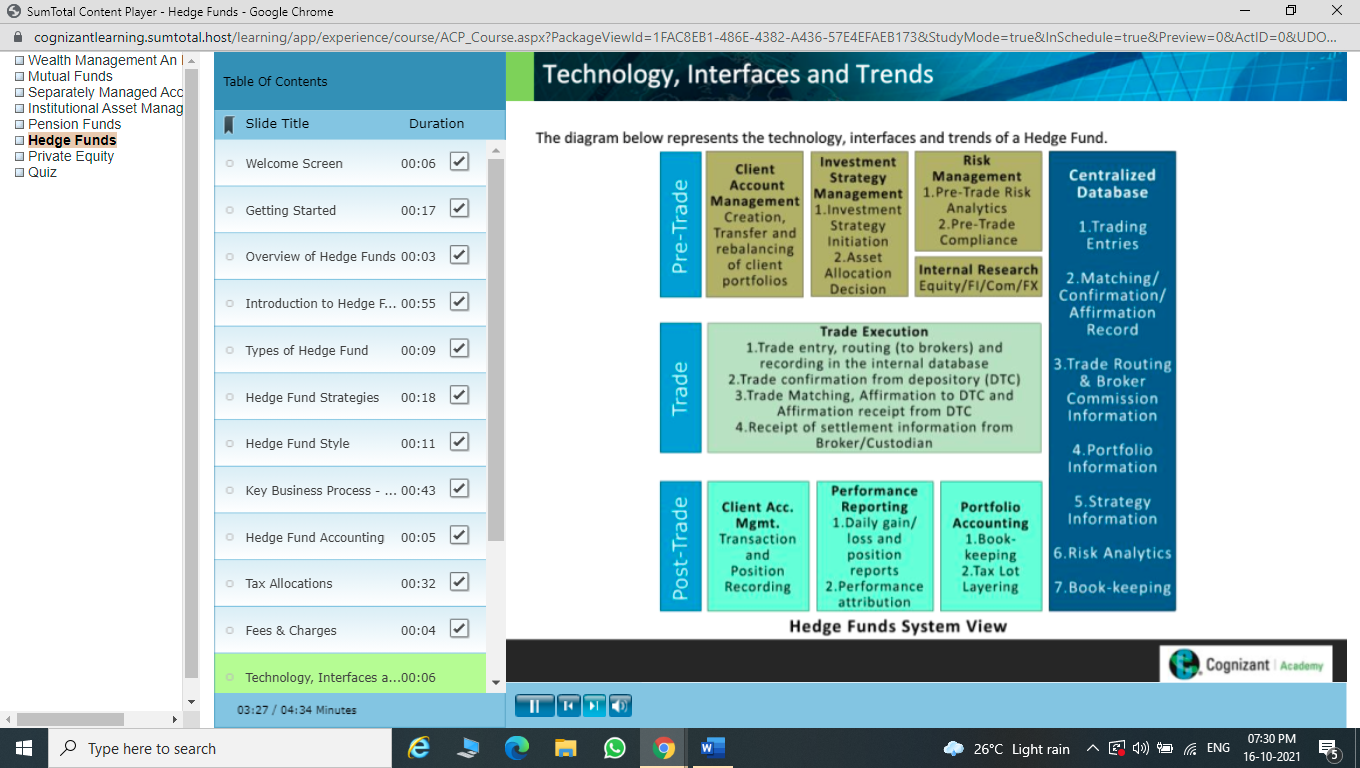 SumTotal Content Player - Hedge Funds - Google Chrome
cognizantlearning.sumtotal.host/learning/app/experience/course/ACP_Course.aspx?PackageViewId=1FAC8EB1-486E-4382-A436-57E4EFAEB173&StudyMode=true&InSchedule=true&Preview=0&ActID=0&UDO...
Wealth Management An
Mutual Funds
Separately Managed Acc
Institutional Asset Manag
Pension Funds
Hedge Funds
Private Equity
Quiz
Table Of Contents
Slide Title Duration
Welcome Screen 00:06
Getting Started 00:17
Overview of Hedge Funds 00:03
Introduction to Hedge F... 00:55
Types of Hedge Fund 00:09
Hedge Fund Strategies 00:18
Hedge Fund Style 00:11
Key Business Process - ... 00:43
Hedge Fund Accounting 00:05
Tax Allocations 00:32
Fees & Charges 00:04
Technology, Interfaces a...00:06
03:27 / 04:34 Minutes
Technology, Interfaces and Trends
The diagram below represents the technology, interfaces and trends of a Hedge Fund.
Pre-Trade
Client
Account
Management
Creation,
Transfer and
rebalancing
of client
portfolios
Investment
Strategy
Management
1.Investment
Strategy
Initiation
2.Asset
Allocation
Decision
Risk
Management
1.Pre-Trade Risk
Analytics
2.Pre-Trade
Compliance
Internal Research
Equity/FI/Com/FX
Trade
Trade Execution
1.Trade entry, routing (to brokers) and
recording in the internal database
2.Trade confirmation from depository (DTC)
3.Trade Matching, Affirmation to DTC and
Affirmation receipt from DTC
4.Receipt of settlement information from
Broker/Custodian
Post-Trade
Client Acc.
Mgmt.
Transaction
and
Position
Recording
Performance
Reporting
1.Daily gain/
loss and
position
reports
2.Performance
attribution
Portfolio
Accounting
1.Book-
keeping
2.Tax Lot
Layering
Centralized
Database
1.Trading
Entries
2.Matching/
Confirmation/
Affirmation
Record
3.Trade Routing
& Broker
Commission
Information
4.Portfolio
Information
5.Strategy
Information
6.Risk Analytics
7.Book-keeping
Hedge Funds System View
Cognizant | Academy
Type here to search
26°C Light rain
ENG
07:30 PM
16-10-2021
5